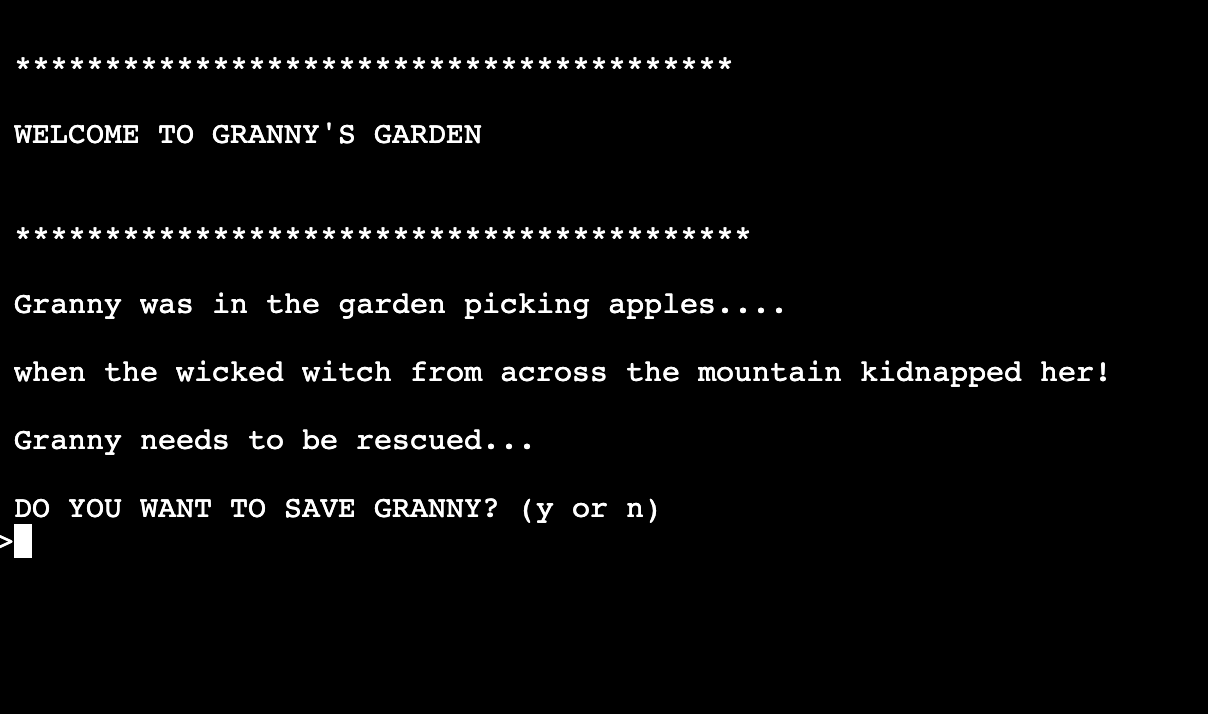 ****************************************
WELCOME TO GRANNY'S GARDEN
*****************************************
Granny was in the garden picking apples....
when the wicked witch from across the mountain kidnapped her!
Granny needs to be rescued...
DO YOU WANT TO SAVE GRANNY? (y or n)
>